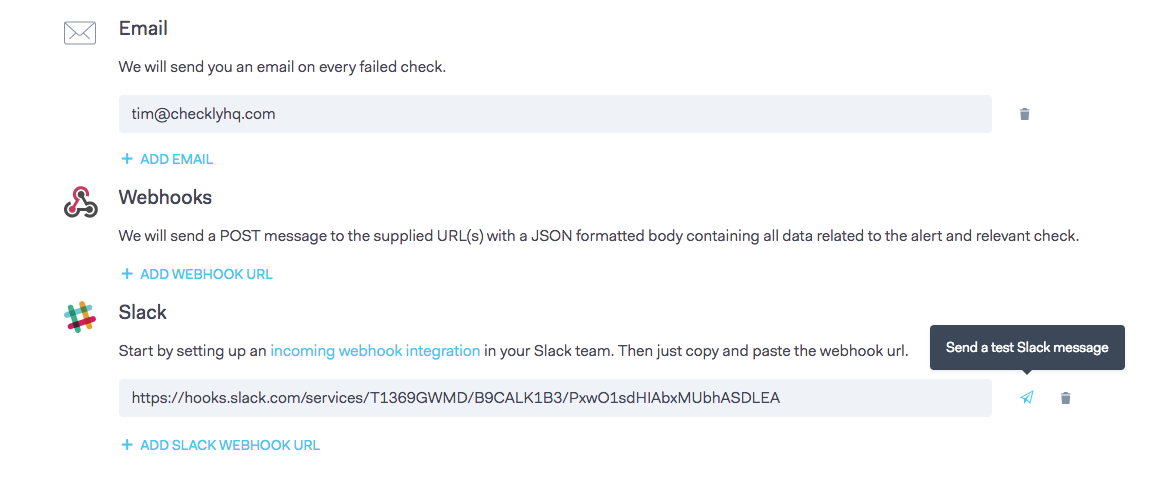 Email
We will send you an email on every failed check.
tim@checklyhq.com
+ ADD EMAIL
Webhooks
We will send a POST message to the supplied URL(s) with a JSON formatted body containing all data related to the alert and relevant check.
+ ADD WEBHOOK URL
Slack
Start by setting up an incoming webhook integration in your Slack team. Then just copy and paste the webhook url.
Send a test Slack message
https://hooks.slack.com/services/T1369GWMD/B9CALK1B3/PxwO1sdHIAbxMUbhASDLEA
+ ADD SLACK WEBHOOK URL